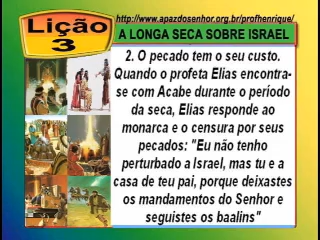 Lição
3
http://www.apazdosenhor.org.br/profhenrique/
A LONGA SECA SOBRE ISRAEL
2. O pecado tem o seu custo.
Quando o profeta Elias encontra-
se com Acabe durante o período
da seca, Elias responde ao
monarca e o censura por seus
pecados: "Eu não tenho
perturbado a Israel, mas tu e a
casa de teu pai, porque deixastes
os mandamentos do Senhor e
seguistes os baalins"